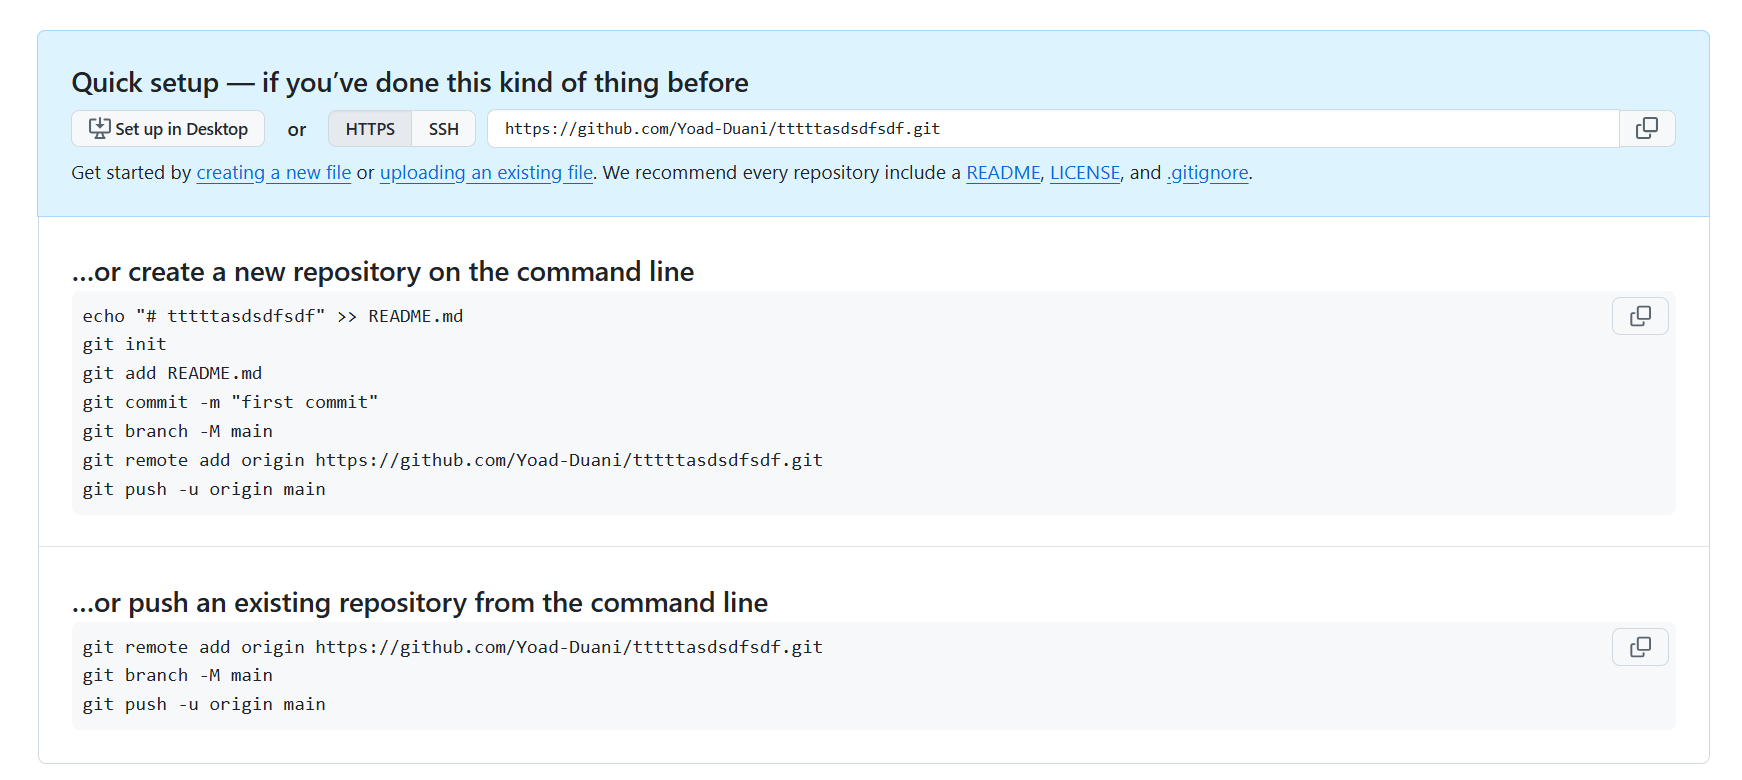 Quick setup — if you’ve done this kind of thing before
Set up in Desktop or HTTPS SSH https://github.com/Yoad-Duani/tttttasdsdfsdf.git
Get started by creating a new file or uploading an existing file. We recommend every repository include a README, LICENSE, and .gitignore.
…or create a new repository on the command line
echo "# tttttasdsdfsdf" >> README.md
git init
git add README.md
git commit -m "first commit"
git branch -M main
git remote add origin https://github.com/Yoad-Duani/tttttasdsdfsdf.git
git push -u origin main
…or push an existing repository from the command line
git remote add origin https://github.com/Yoad-Duani/tttttasdsdfsdf.git
git branch -M main
git push -u origin main